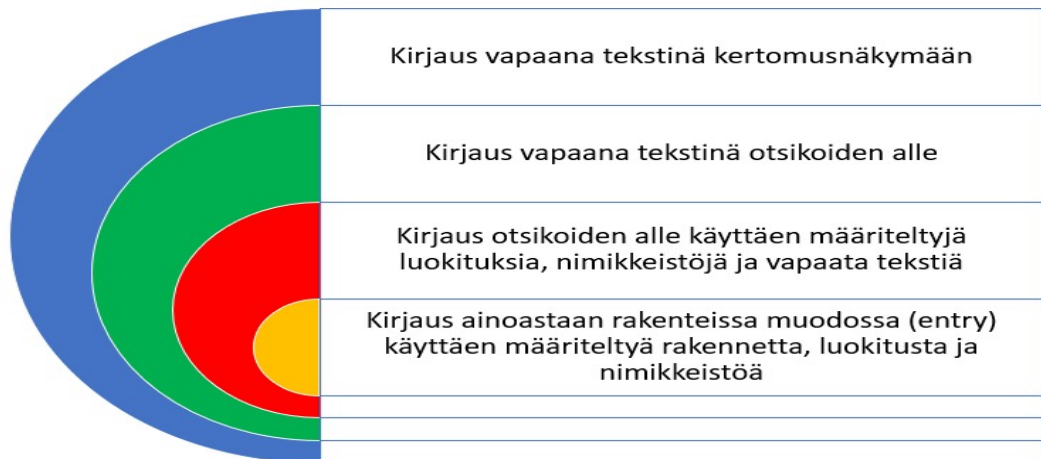 Kirjaus vapaana tekstinä kertomusnäkymään
Kirjaus vapaana tekstinä otsikoiden alle
Kirjaus otsikoiden alle käyttäen määriteltyjä
luokituksia, nimikkeistöjä ja vapaata tekstiä
Kirjaus ainoastaan rakenteissa muodossa (entry)
käyttäen määriteltyä rakennetta, luokitusta ja
nimikkeistöä